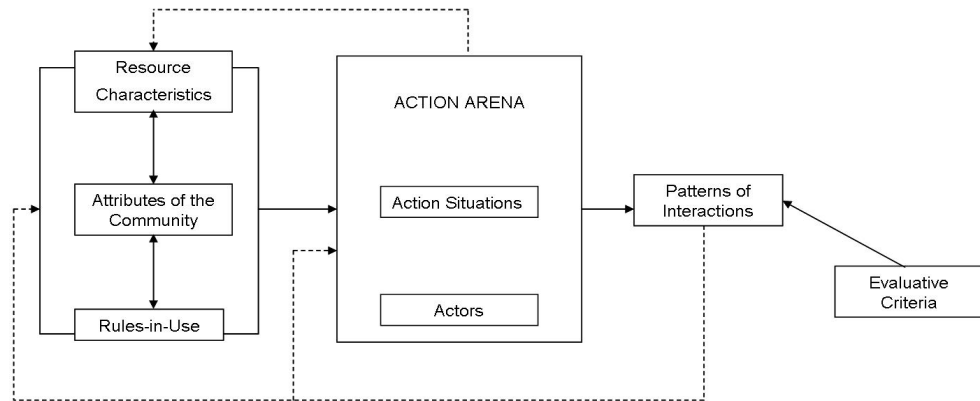 Resource
Characteristics
Attributes of the
Community
Rules-in-Use
ACTION ARENA
Action Situations
Actors
Patterns of
Interactions
Evaluative
Criteria